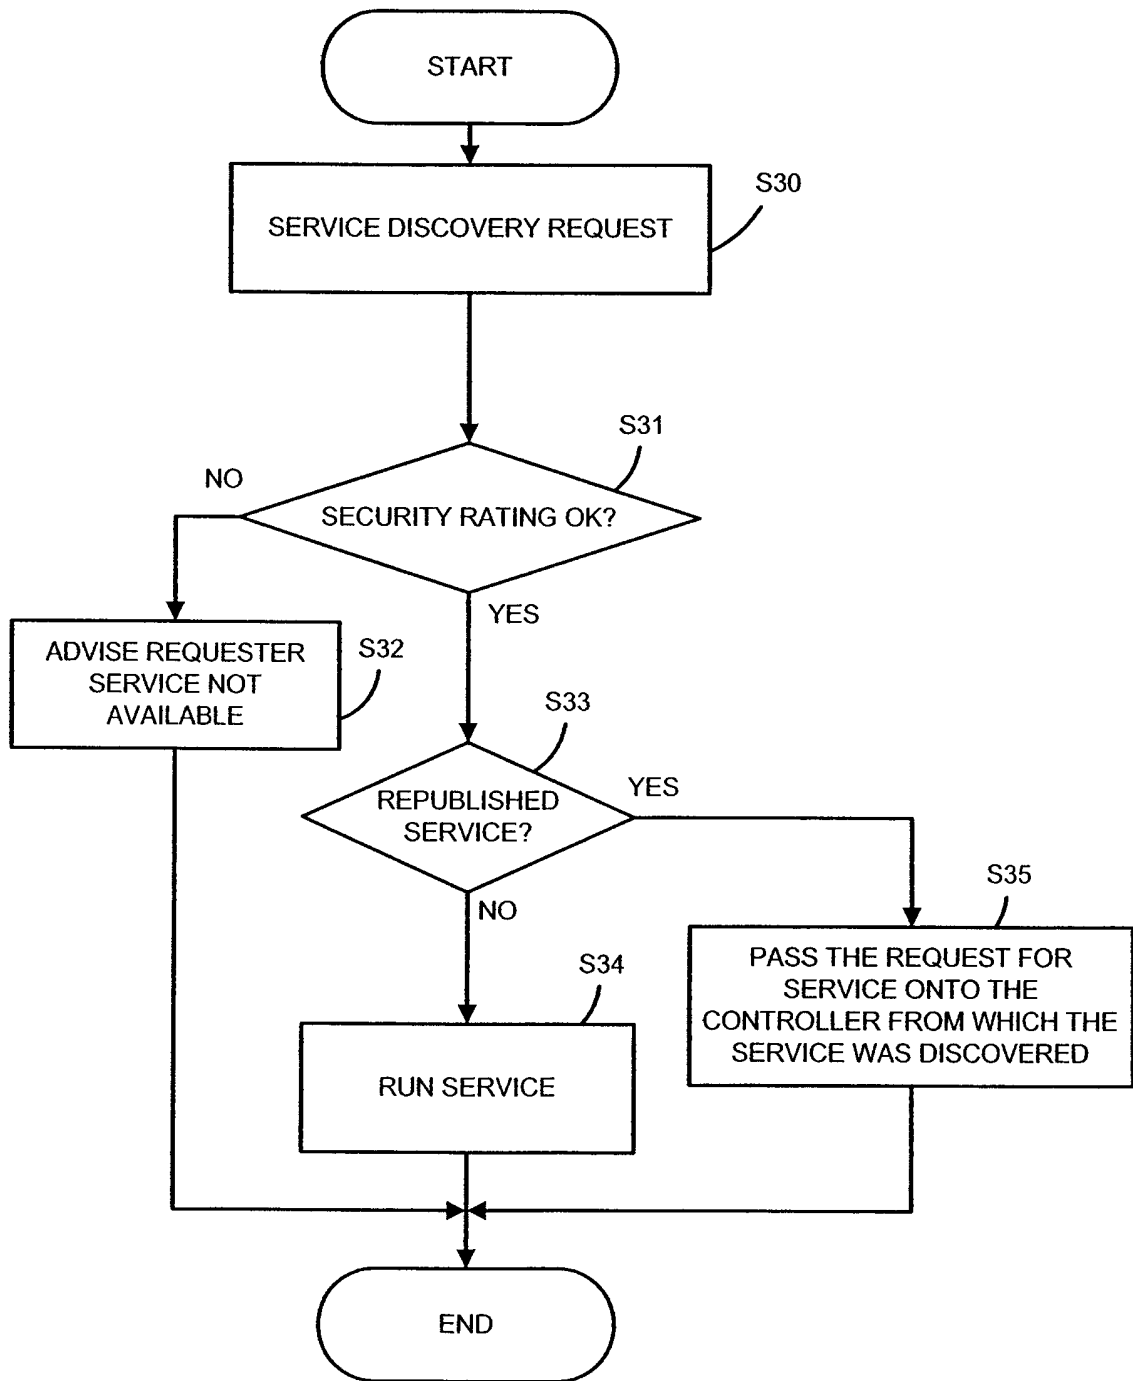 START
S30
SERVICE DISCOVERY REQUEST
S31
NO
SECURITY RATING OK?
YES
ADVISE REQUESTER
SERVICE NOT
AVAILABLE
S32
S33
REPUBLISHED
SERVICE?
YES
NO
S35
PASS THE REQUEST FOR
SERVICE ONTO THE
CONTROLLER FROM WHICH THE
SERVICE WAS DISCOVERED
S34
RUN SERVICE
END